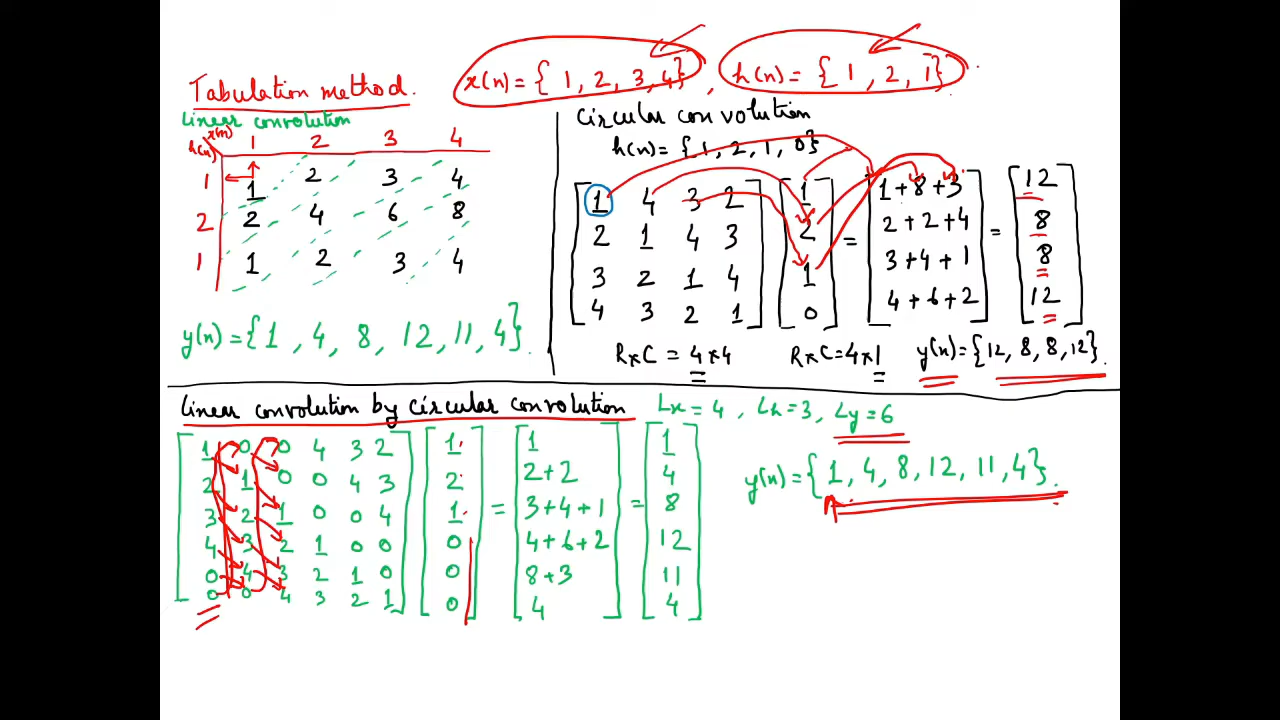 x(n) = { 1, 2, 3, 4 } , h(n) = { 1, 2, 1 } .
Tabulation method.
Linear convolution
x(n) 1 2 3 4
h(n)
1 1 2 3 4
2 2 4 6 8
1 1 2 3 4
y(n) = { 1, 4, 8, 12, 11, 4 } .
Circular convolution
h(n) = { 1, 2, 1, 0 }
[ 1 4 3 2 ] [ 1 ] [ 1 + 8 + 3 ] [ 12 ]
[ 2 1 4 3 ] [ 2 ] = [ 2 + 2 + 4 ] = [ 8 ]
[ 3 2 1 4 ] [ 1 ] [ 3 + 4 + 1 ] [ 8 ]
[ 4 3 2 1 ] [ 0 ] [ 4 + 6 + 2 ] [ 12 ]
R*C = 4*4 R*C = 4*1 y(n) = {12, 8, 8, 12} .
Linear convolution by circular convolution Lx = 4 , Lh = 3, Ly = 6
[ 1 0 0 4 3 2 ] [ 1 ] [ 1 ] [ 1 ]
[ 2 1 0 0 4 3 ] [ 2 ] [ 2 + 2 ] [ 4 ]
[ 3 2 1 0 0 4 ] [ 1 ] = [ 3 + 4 + 1 ] = [ 8 ]
[ 4 3 2 1 0 0 ] [ 0 ] [ 4 + 6 + 2 ] [ 12 ]
[ 0 4 3 2 1 0 ] [ 0 ] [ 8 + 3 ] [ 11 ]
[ 0 0 4 3 2 1 ] [ 0 ] [ 4 ] [ 4 ]
y(n) = { 1, 4, 8, 12, 11, 4 } .